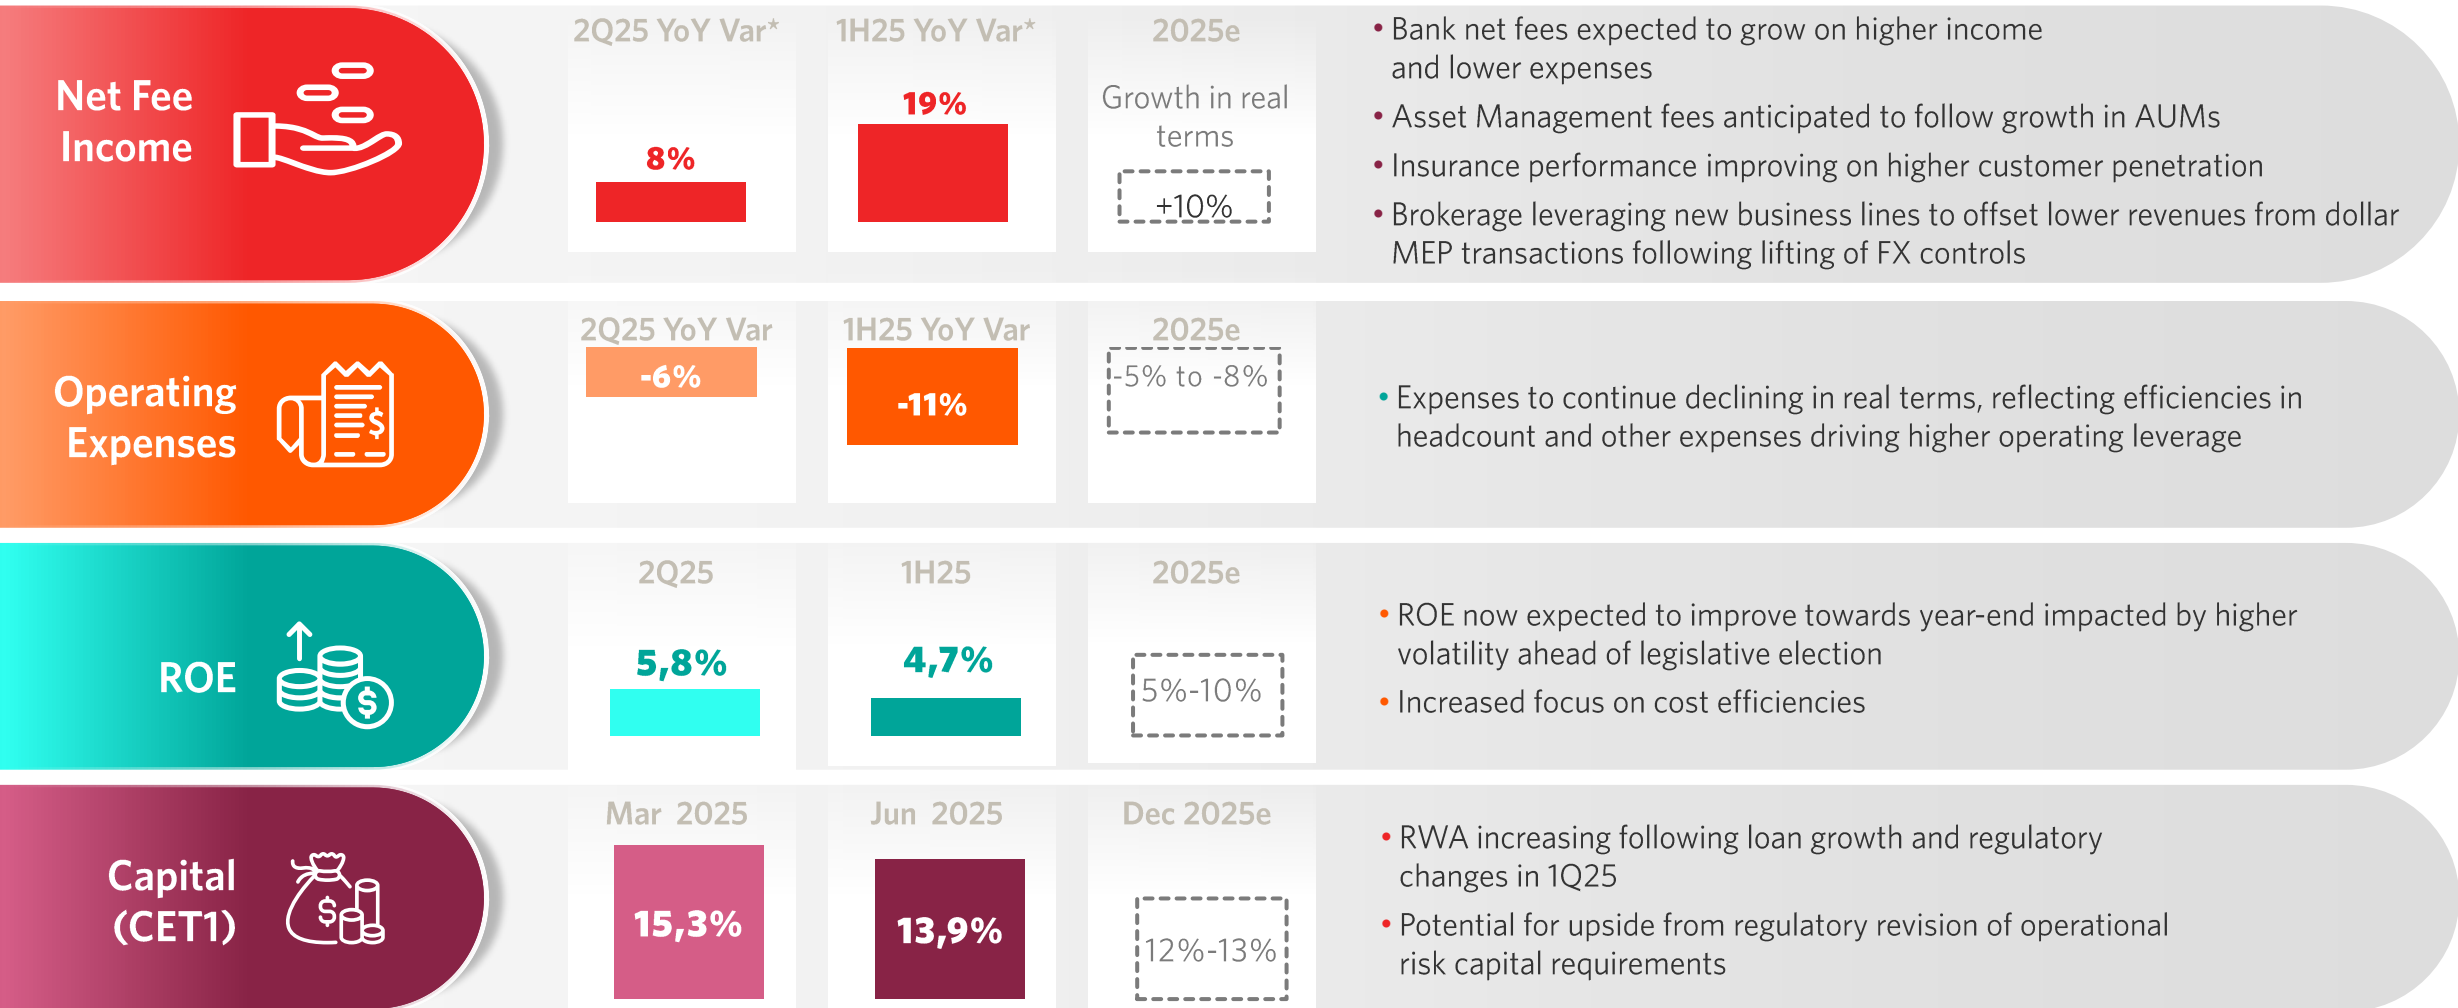 Net Fee
Income
2Q25 YoY Var*
8%
1H25 YoY Var*
19%
2025e
Growth in real
terms
+10%
• Bank net fees expected to grow on higher income
and lower expenses
• Asset Management fees anticipated to follow growth in AUMs
• Insurance performance improving on higher customer penetration
• Brokerage leveraging new business lines to offset lower revenues from dollar
MEP transactions following lifting of FX controls
Operating
Expenses
$
2Q25 YoY Var
-6%
1H25 YoY Var
-11%
2025e
-5% to -8%
• Expenses to continue declining in real terms, reflecting efficiencies in
headcount and other expenses driving higher operating leverage
ROE
$
2Q25
5,8%
1H25
4,7%
2025e
5%-10%
• ROE now expected to improve towards year-end impacted by higher
volatility ahead of legislative election
• Increased focus on cost efficiencies
Capital
(CET1)
$
Mar 2025
15,3%
Jun 2025
13,9%
Dec 2025e
12%-13%
• RWA increasing following loan growth and regulatory
changes in 1Q25
• Potential for upside from regulatory revision of operational
risk capital requirements